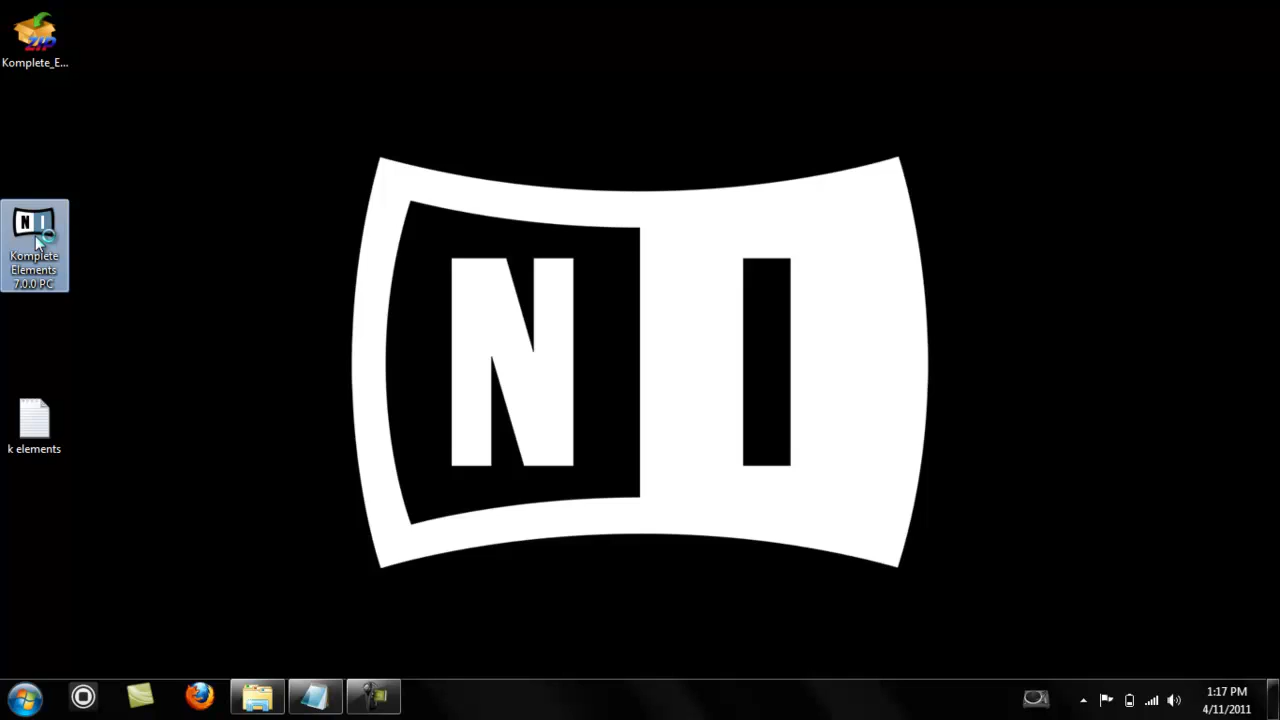 Komplete_E...
N I
Komplete
Elements
7.0.0 PC
N I
k elements
1:17 PM
4/11/2011